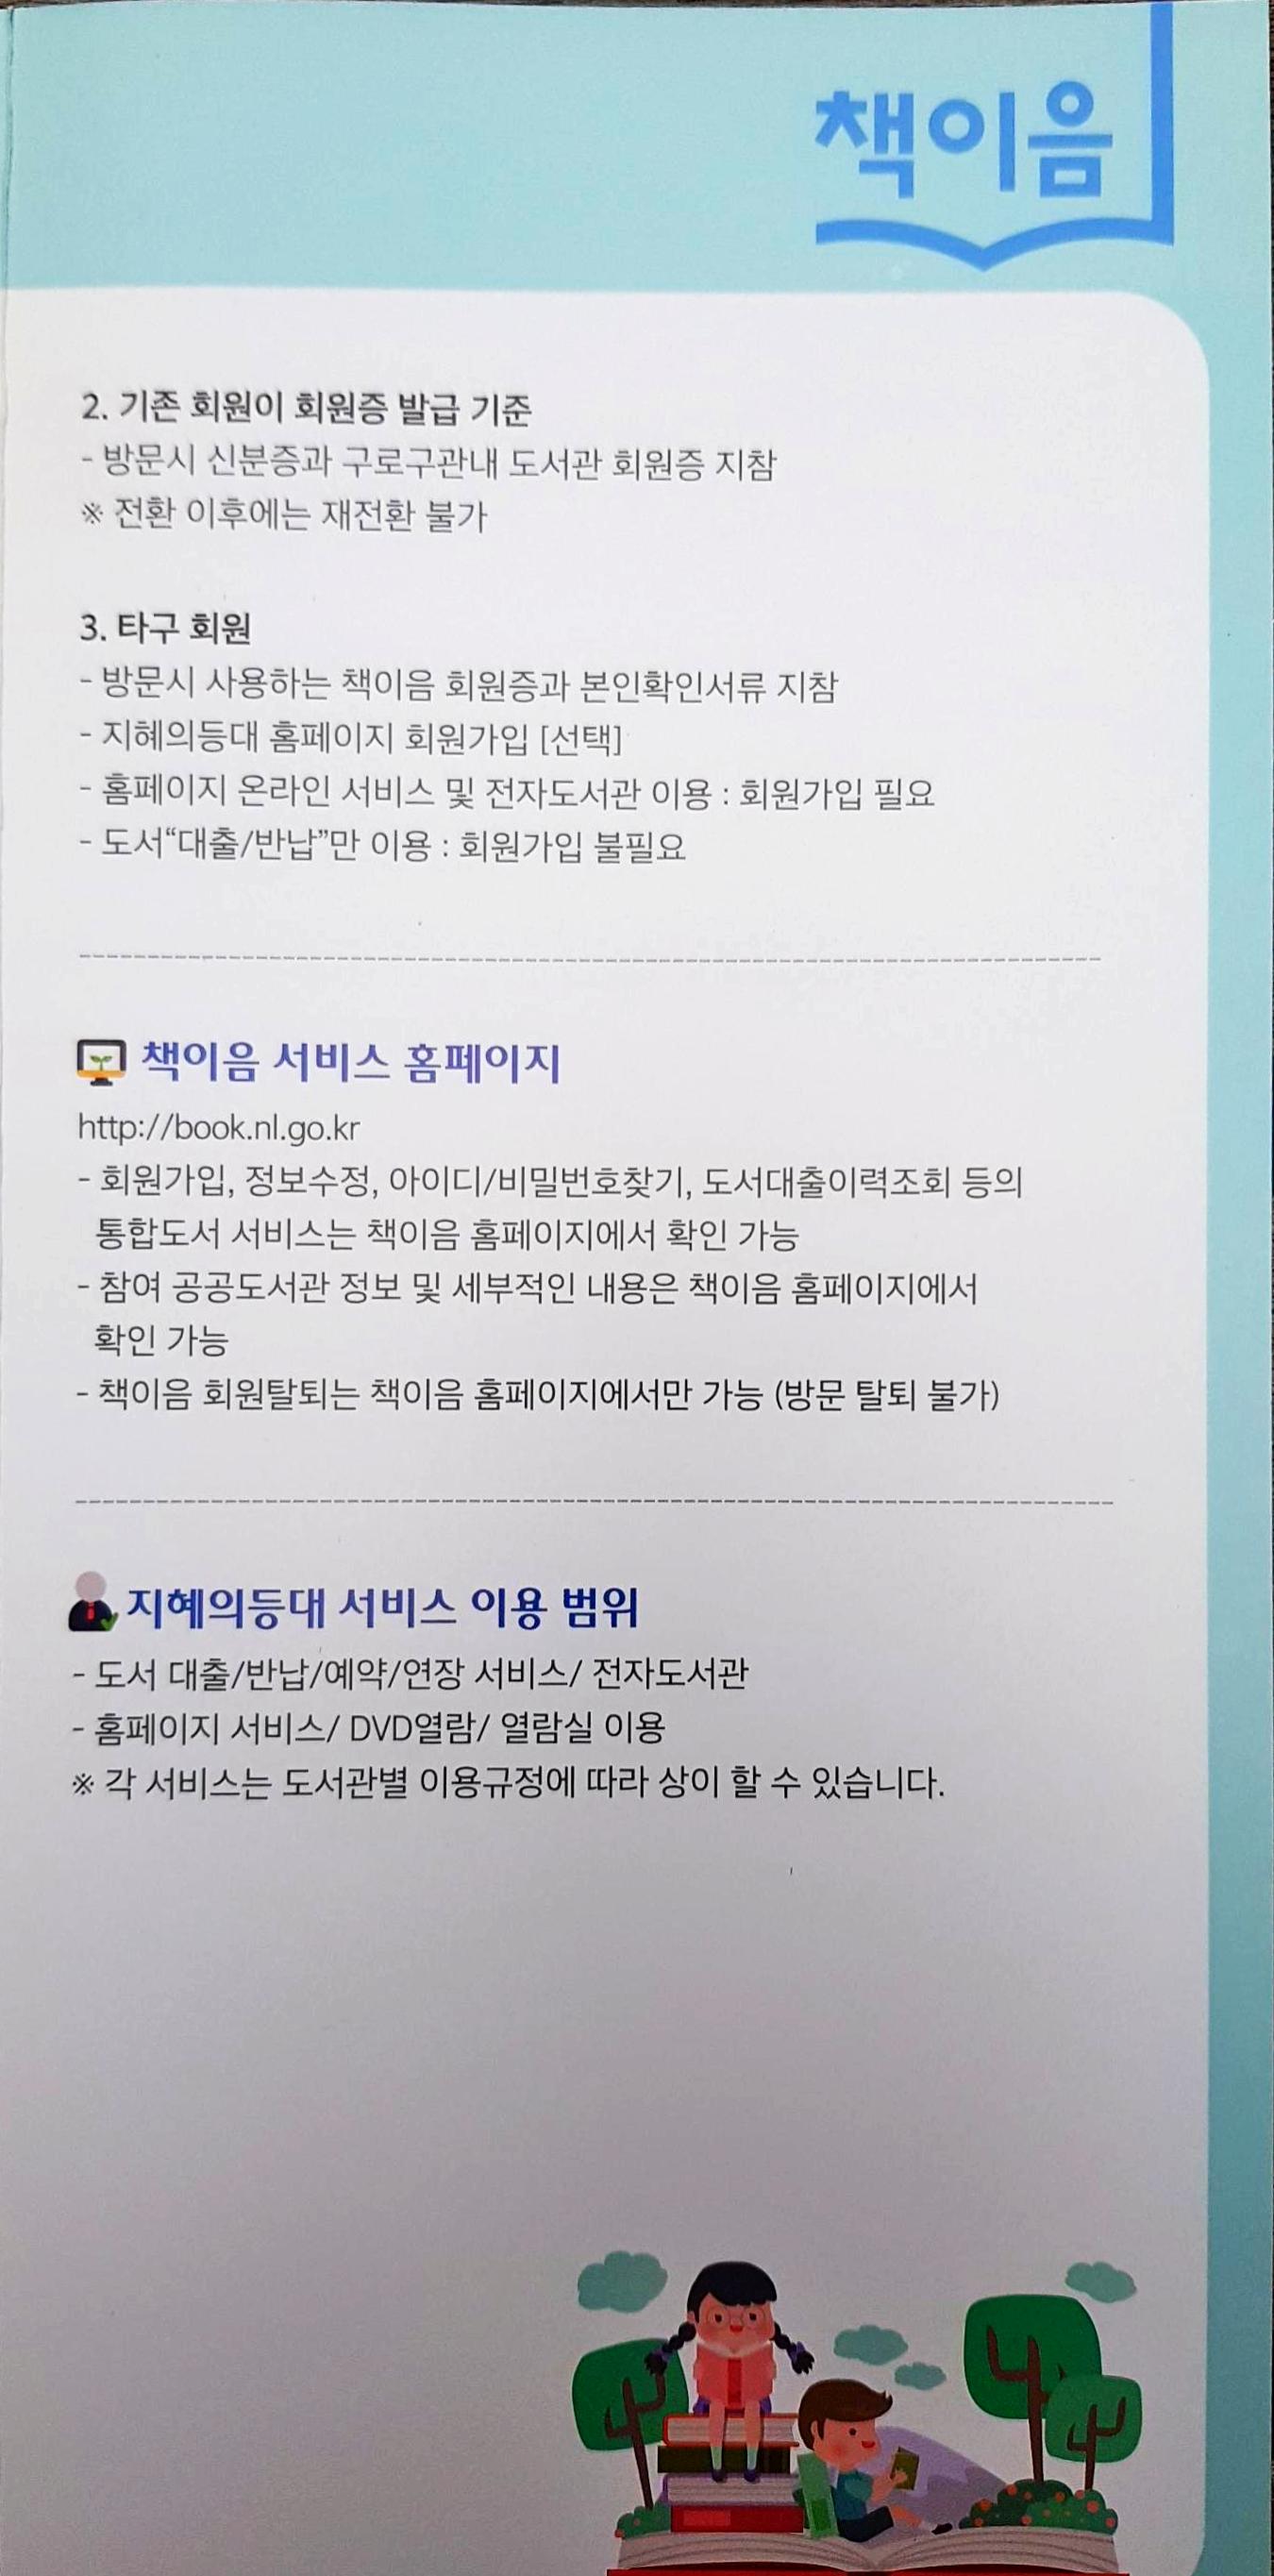 책이음
2. 기존 회원이 회원증 발급 기준
- 방문시 신분증과 구로구관내 도서관 회원증 지참
※ 전환 이후에는 재전환 불가
3. 타구 회원
- 방문시 사용하는 책이음 회원증과 본인확인서류 지참
- 지혜의등대 홈페이지 회원가입 [선택]
- 홈페이지 온라인 서비스 및 전자도서관 이용 : 회원가입 필요
- 도서“대출/반납”만 이용 : 회원가입 불필요
책이음 서비스 홈페이지
http://book.nl.go.kr
- 회원가입, 정보수정, 아이디/비밀번호찾기, 도서대출이력조회 등의
통합도서 서비스는 책이음 홈페이지에서 확인 가능
- 참여 공공도서관 정보 및 세부적인 내용은 책이음 홈페이지에서
확인 가능
- 책이음 회원탈퇴는 책이음 홈페이지에서만 가능 (방문 탈퇴 불가)
지혜의등대 서비스 이용 범위
- 도서 대출/반납/예약/연장 서비스/ 전자도서관
- 홈페이지 서비스/ DVD열람/ 열람실 이용
※ 각 서비스는 도서관별 이용규정에 따라 상이 할 수 있습니다.